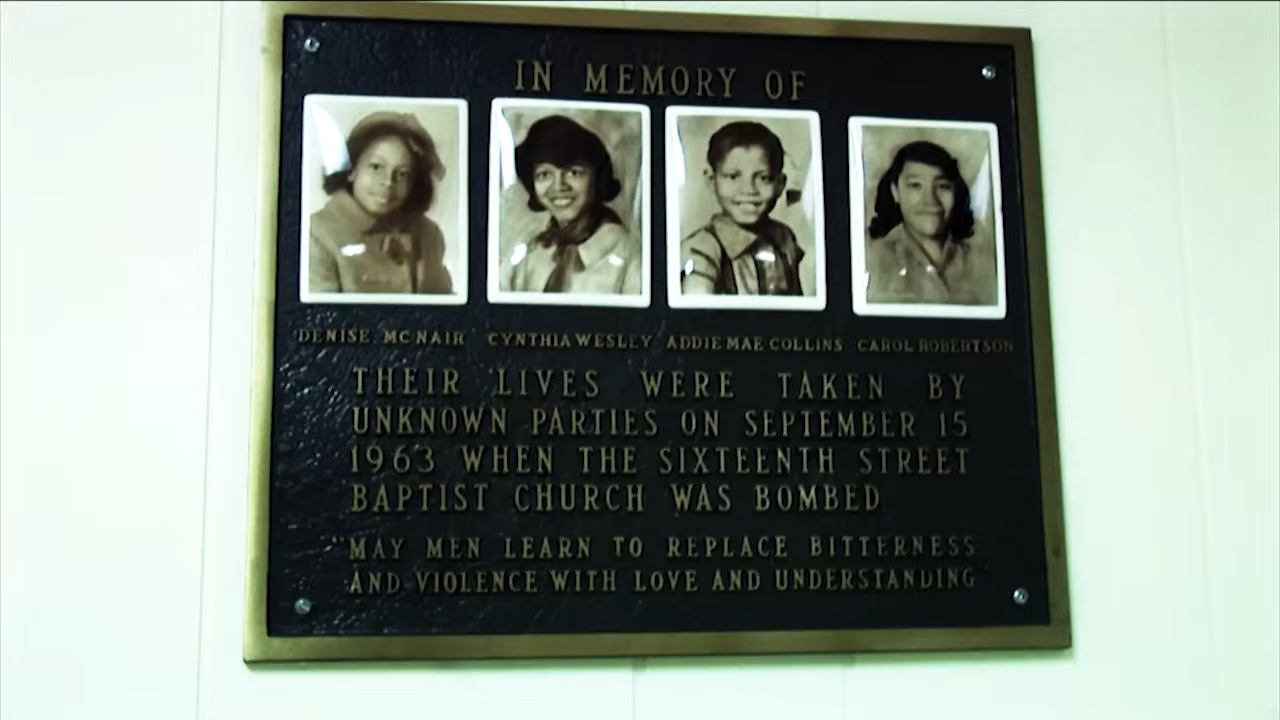 IN MEMORY OF
DENISE MCNAIR CYNTHIA WESLEY ADDIE MAE COLLINS CAROL ROBERTSON
THEIR LIVES WERE TAKEN BY
UNKNOWN PARTIES ON SEPTEMBER 15
1963 WHEN THE SIXTEENTH STREET
BAPTIST CHURCH WAS BOMBED
"MAY MEN LEARN TO REPLACE BITTERNESS
AND VIOLENCE WITH LOVE AND UNDERSTANDING"